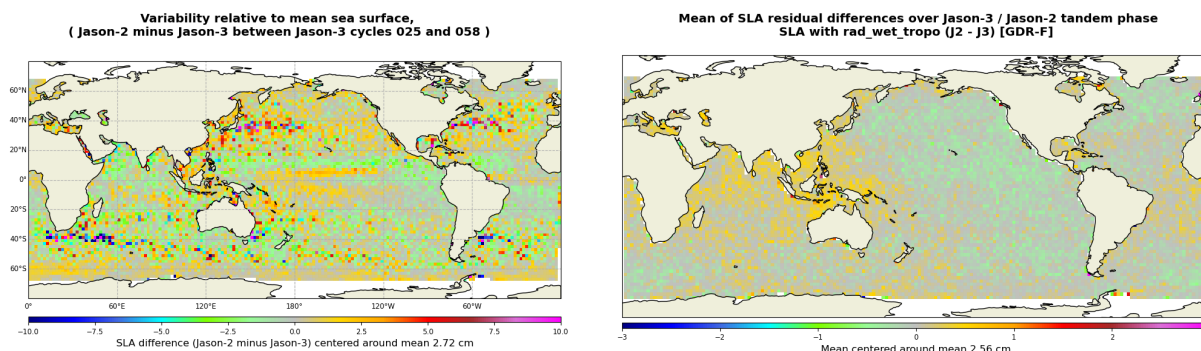 Variability relative to mean sea surface,
( Jason-2 minus Jason-3 between Jason-3 cycles 025 and 058 )
60°N
40°N
20°N
0°
20°S
40°S
60°S
0° 60°E 120°E 180° 120°W 60°W
-10.0 -7.5 -5.0 -2.5 0.0 2.5 5.0 7.5 10.0
SLA difference (Jason-2 minus Jason-3) centered around mean 2.72 cm
Mean of SLA residual differences over Jason-3 / Jason-2 tandem phase
SLA with rad_wet_tropo (J2 - J3) [GDR-F]
−3 −2 −1 0 1 2
Mean centered around mean 2.56 cm